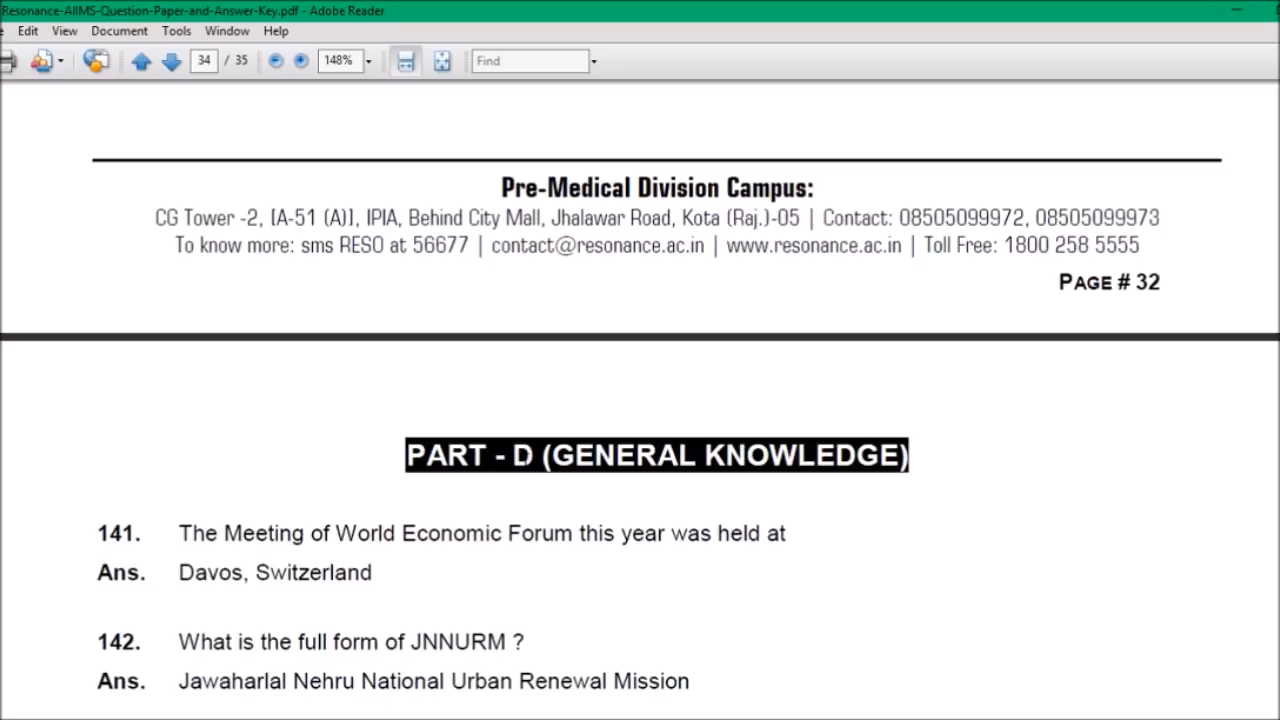 Resonance-AIIMS-Question-Paper-and-Answer-Key.pdf - Adobe Reader
Edit View Document Tools Window Help
34 / 35 148% Find
Pre-Medical Division Campus:
CG Tower -2, [A-51 (A)], IPIA, Behind City Mall, Jhalawar Road, Kota (Raj.)-05 | Contact: 08505099972, 08505099973
To know more: sms RESO at 56677 | contact@resonance.ac.in | www.resonance.ac.in | Toll Free: 1800 258 5555
PAGE # 32
PART - D (GENERAL KNOWLEDGE)
141. The Meeting of World Economic Forum this year was held at
Ans. Davos, Switzerland
142. What is the full form of JNNURM ?
Ans. Jawaharlal Nehru National Urban Renewal Mission